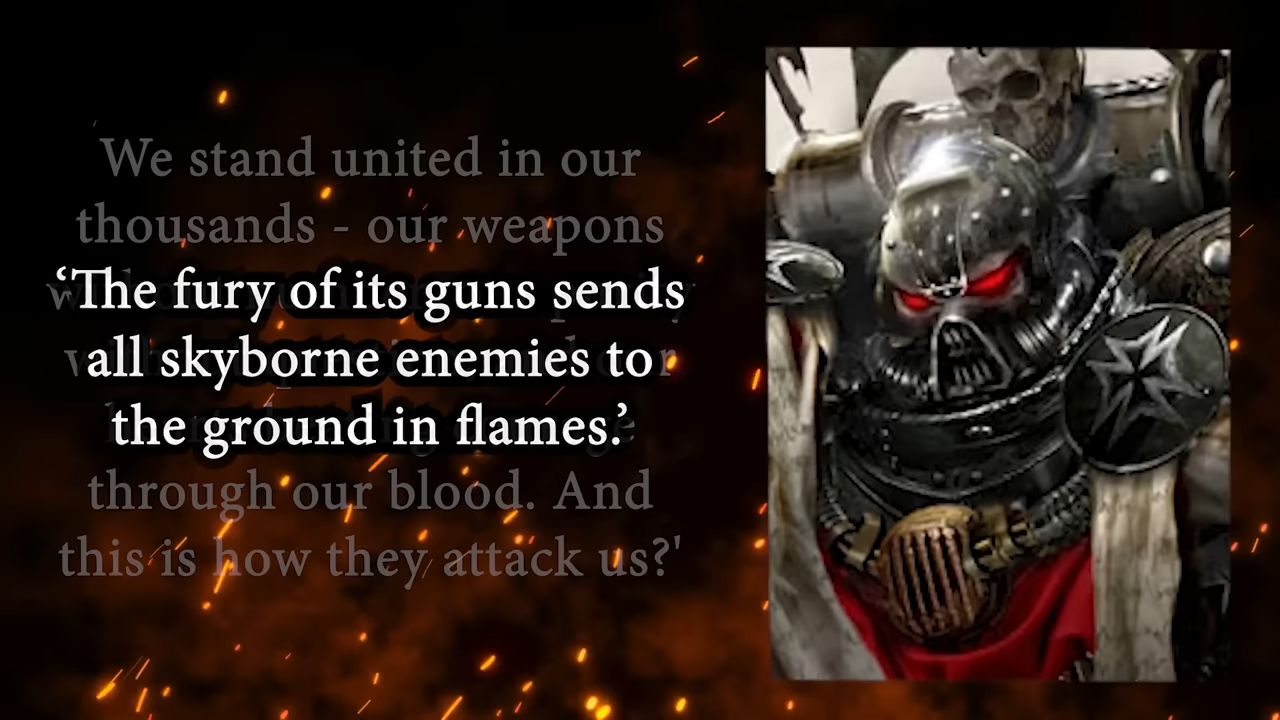 We stand united in our
thousands - our weapons
‘The fury of its guns sends
all skyborne enemies to
the ground in flames.’
through our blood. And
this is how they attack us?'